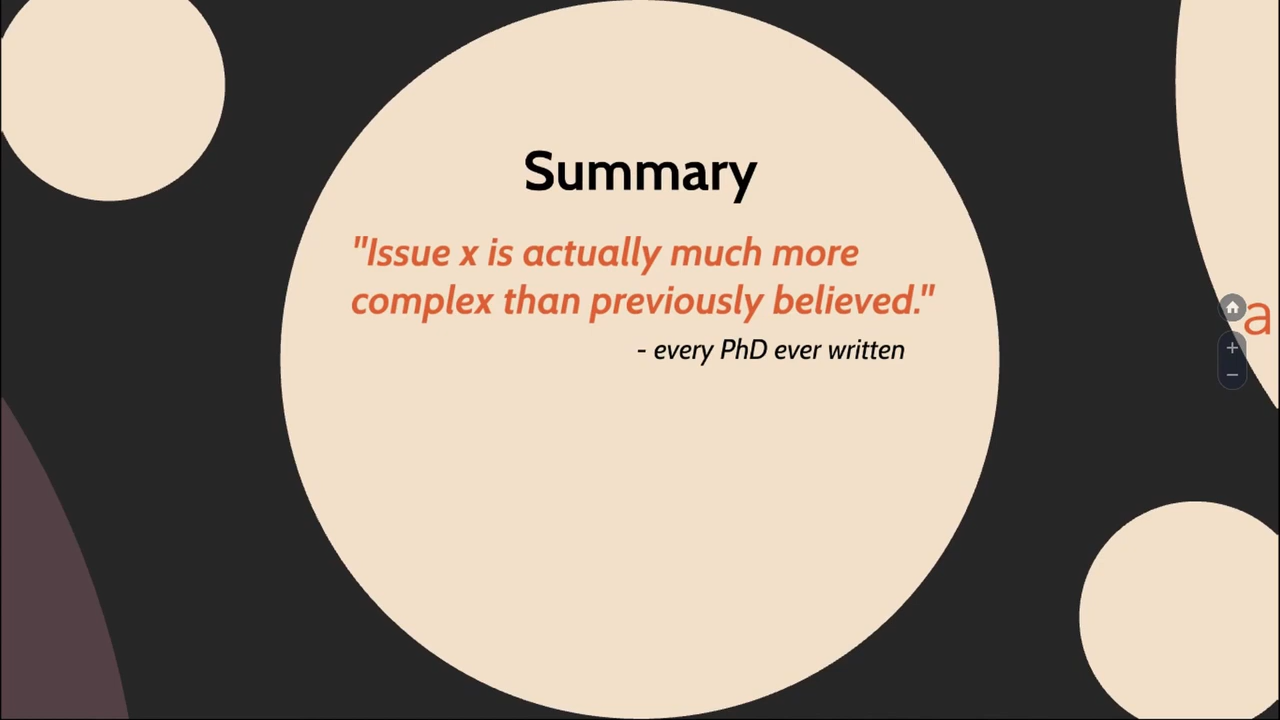 Summary
"Issue x is actually much more
complex than previously believed."
- every PhD ever written
a